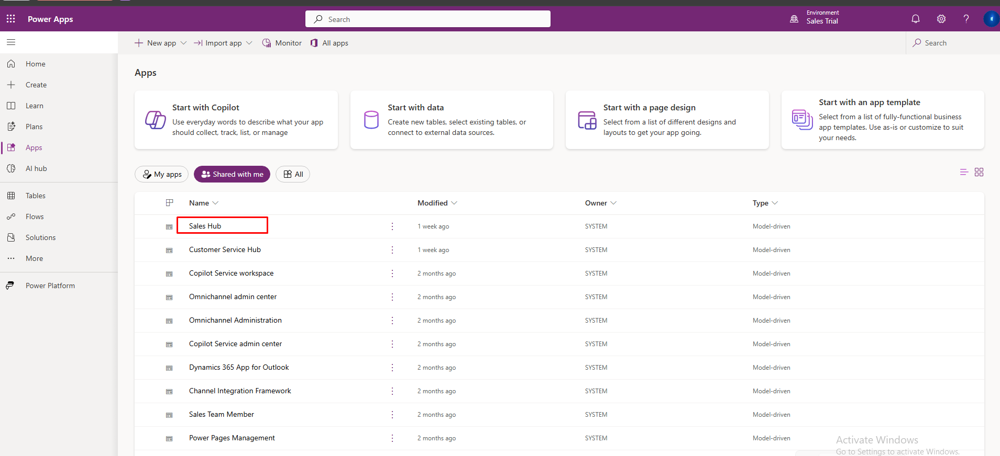 Power Apps
Search
Environment
Sales Trial
New app
Import app
Monitor
All apps
Search
Home
Create
Learn
Plans
Apps
AI hub
Tables
Flows
Solutions
More
Power Platform
Apps
Start with Copilot
Use everyday words to describe what your app
should collect, track, list, or manage
Start with data
Create new tables, select existing tables, or
connect to external data sources.
Start with a page design
Select from a list of different designs and
layouts to get your app going.
Start with an app template
Select from a list of fully-functional business
app templates. Use as-is or customize to suit
your needs.
My apps
Shared with me
All
Name Modified Owner Type
Sales Hub 1 week ago SYSTEM Model-driven
Customer Service Hub 1 week ago SYSTEM Model-driven
Copilot Service workspace 2 months ago SYSTEM Model-driven
Omnichannel admin center 2 months ago SYSTEM Model-driven
Omnichannel Administration 2 months ago SYSTEM Model-driven
Copilot Service admin center 2 months ago SYSTEM Model-driven
Dynamics 365 App for Outlook 2 months ago SYSTEM Model-driven
Channel Integration Framework 2 months ago SYSTEM Model-driven
Sales Team Member 2 months ago SYSTEM Model-driven
Power Pages Management 2 months ago SYSTEM Model-driven
Activate Windows
Go to Settings to activate Windows.